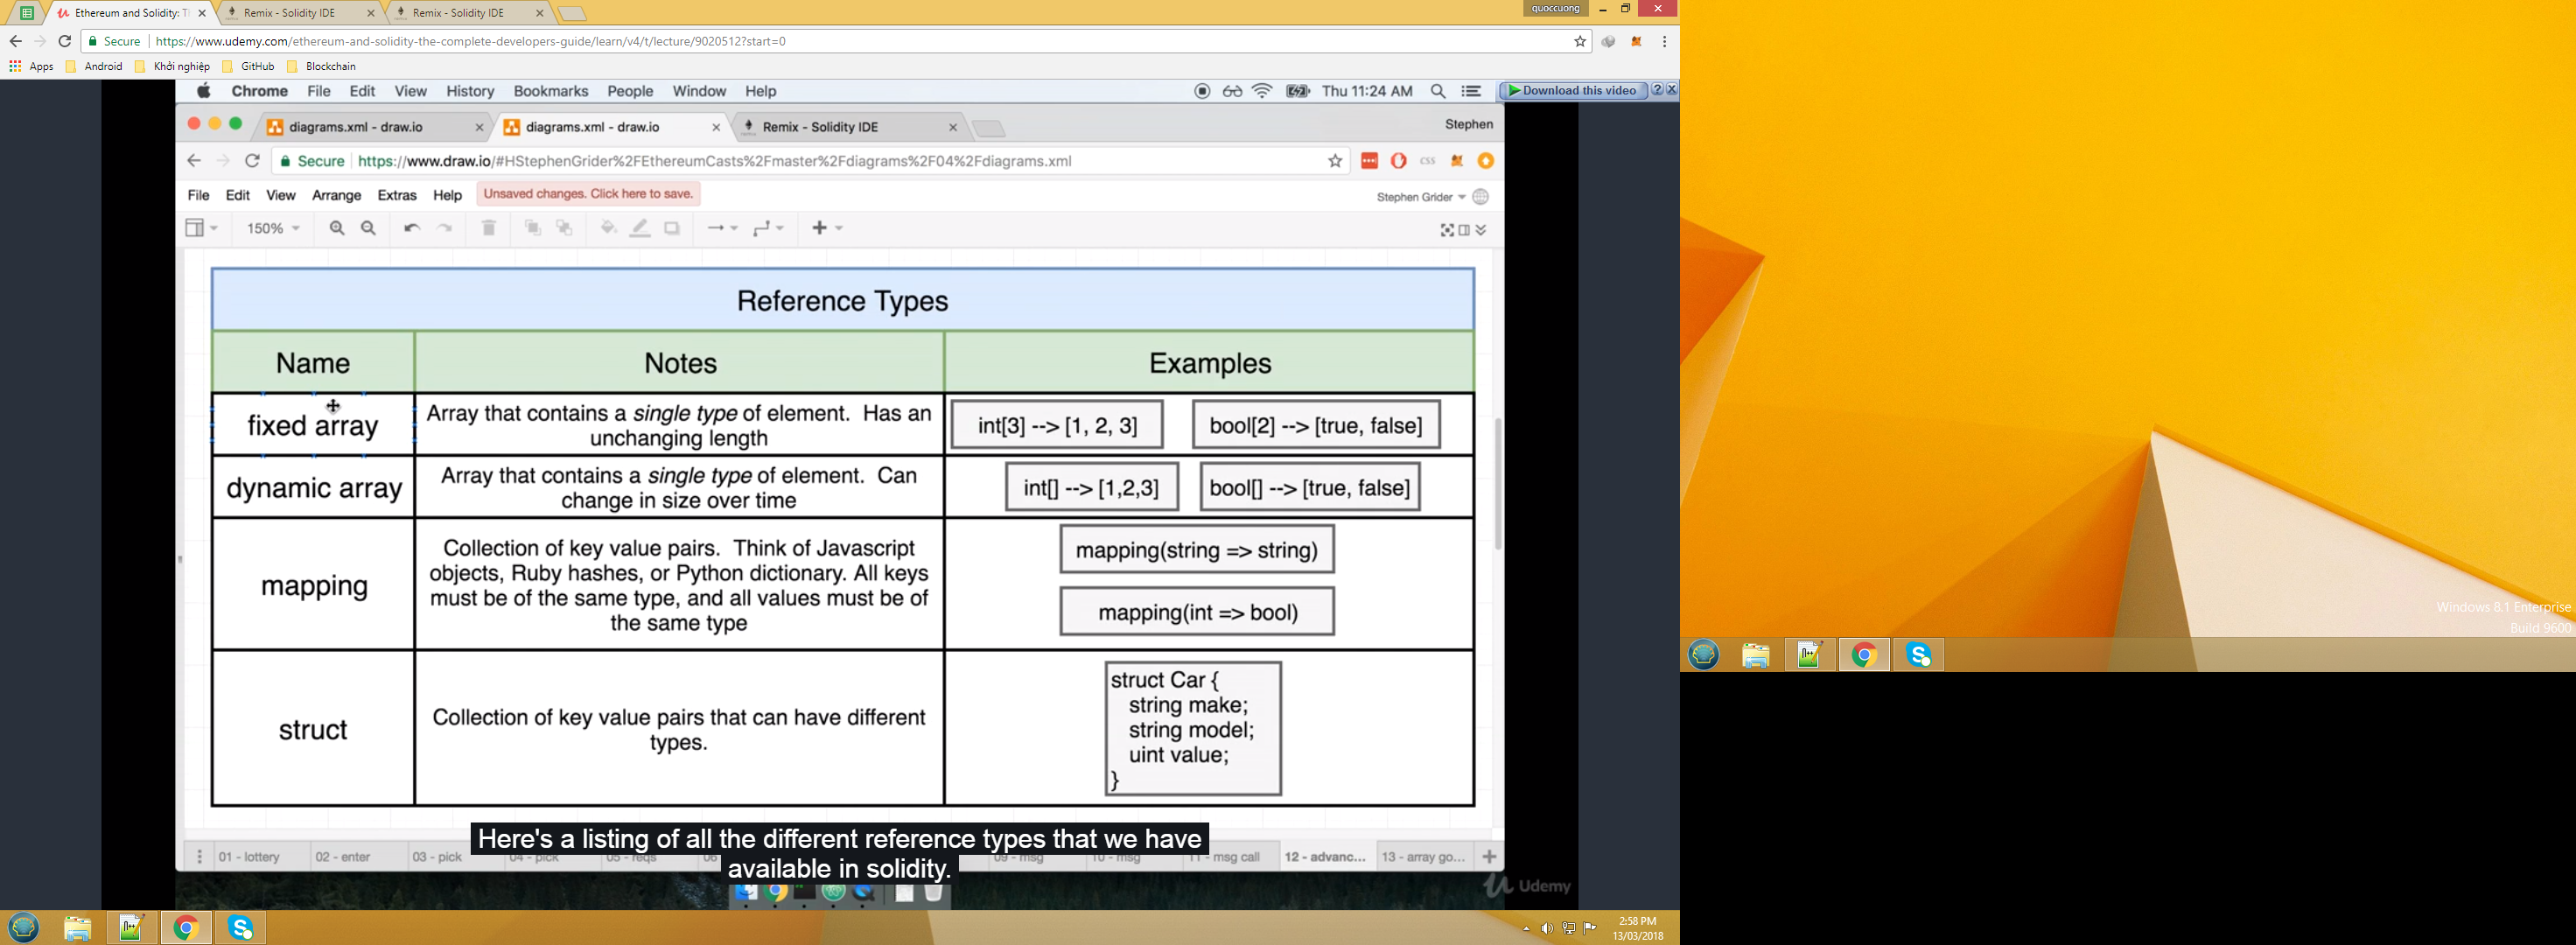 Ethereum and Solidity: T
Remix - Solidity IDE
Remix - Solidity IDE
quoccuong
Secure
https://www.udemy.com/ethereum-and-solidity-the-complete-developers-guide/learn/v4/t/lecture/9020512?start=0
Apps
Android
Khởi nghiệp
GitHub
Blockchain
Chrome File Edit View History Bookmarks People Window Help
Thu 11:24 AM
Download this video
diagrams.xml - draw.io
diagrams.xml - draw.io
Remix - Solidity IDE
Stephen
Secure
https://www.draw.io/#HStephenGrider%2FEthereumCasts%2Fmaster%2Fdiagrams%2F04%2Fdiagrams.xml
CSS
File Edit View Arrange Extras Help
Unsaved changes. Click here to save.
Stephen Grider
150%
Reference Types
Name
Notes
Examples
fixed array
Array that contains a single type of element. Has an
unchanging length
int[3] --> [1, 2, 3]
bool[2] --> [true, false]
dynamic array
Array that contains a single type of element. Can
change in size over time
int[] --> [1,2,3]
bool[] --> [true, false]
mapping
Collection of key value pairs. Think of Javascript
objects, Ruby hashes, or Python dictionary. All keys
must be of the same type, and all values must be of
the same type
mapping(string => string)
mapping(int => bool)
struct
Collection of key value pairs that can have different
types.
struct Car {
string make;
string model;
uint value;
}
Here's a listing of all the different reference types that we have
available in solidity.
01 - lottery
02 - enter
03 - pick
04 - pick
05 - reqs
09 - msg
10 - msg
11 - msg call
12 - advanc...
13 - array go...
Udemy
2:58 PM
13/03/2018
Windows 8.1 Enterprise
Build 9600